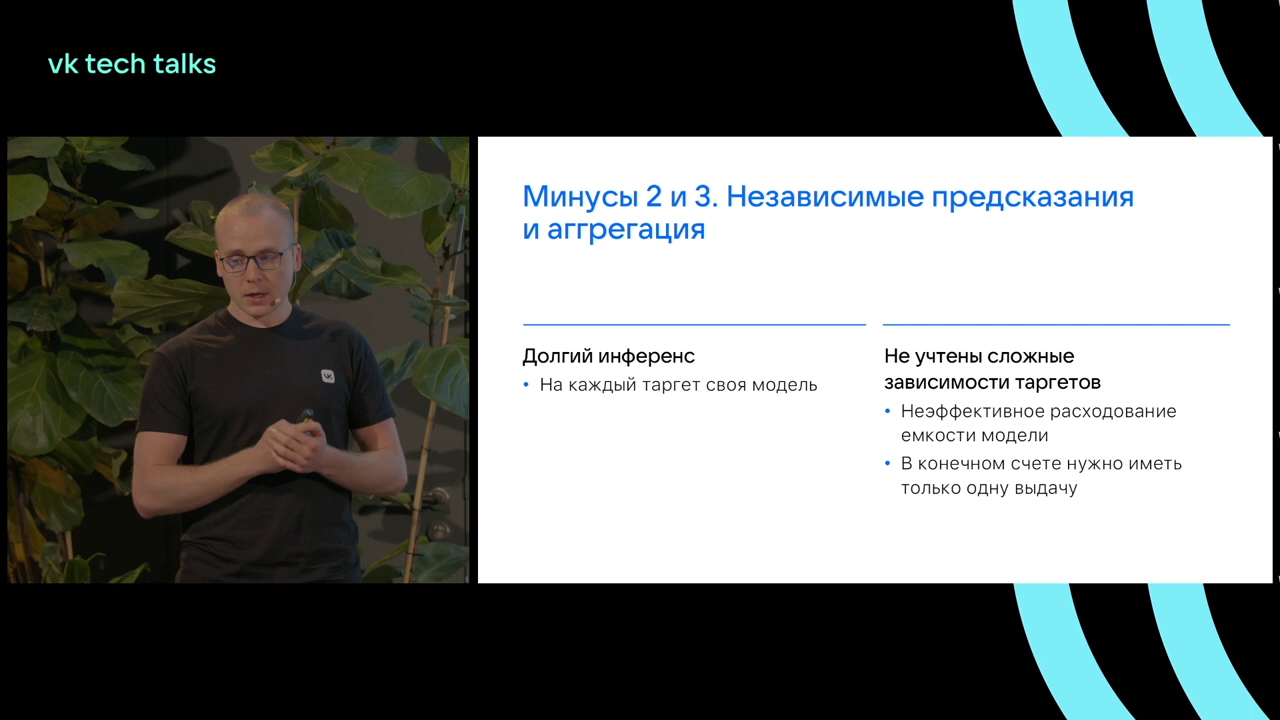 vk tech talks
Минусы 2 и 3. Независимые предсказания
и аггрегация
Долгий инференс
• На каждый таргет своя модель
Не учтены сложные
зависимости таргетов
• Неэффективное расходование
емкости модели
• В конечном счете нужно иметь
только одну выдачу